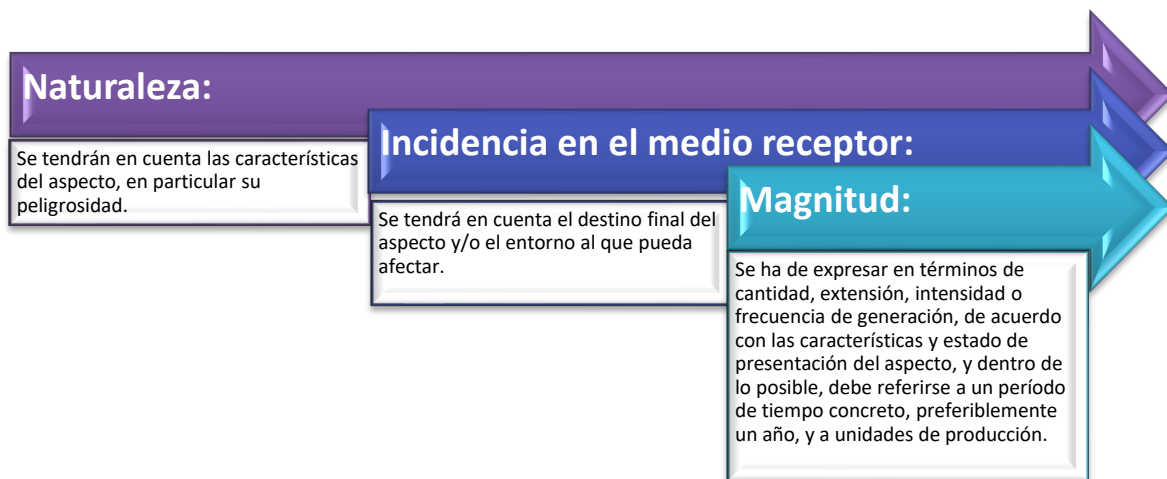 Naturaleza:
Se tendrán en cuenta las características
del aspecto, en particular su
peligrosidad.
Incidencia en el medio receptor:
Se tendrá en cuenta el destino final del
aspecto y/o el entorno al que pueda
afectar.
Magnitud:
Se ha de expresar en términos de
cantidad, extensión, intensidad o
frecuencia de generación, de acuerdo
con las características y estado de
presentación del aspecto, y dentro de
lo posible, debe referirse a un período
de tiempo concreto, preferiblemente
un año, y a unidades de producción.